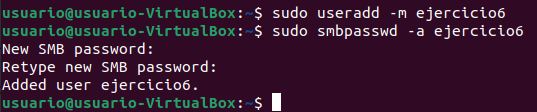 usuario@usuario-VirtualBox:~$ sudo useradd -m ejercicio6
usuario@usuario-VirtualBox:~$ sudo smbpasswd -a ejercicio6
New SMB password:
Retype new SMB password:
Added user ejercicio6.
usuario@usuario-VirtualBox:~$